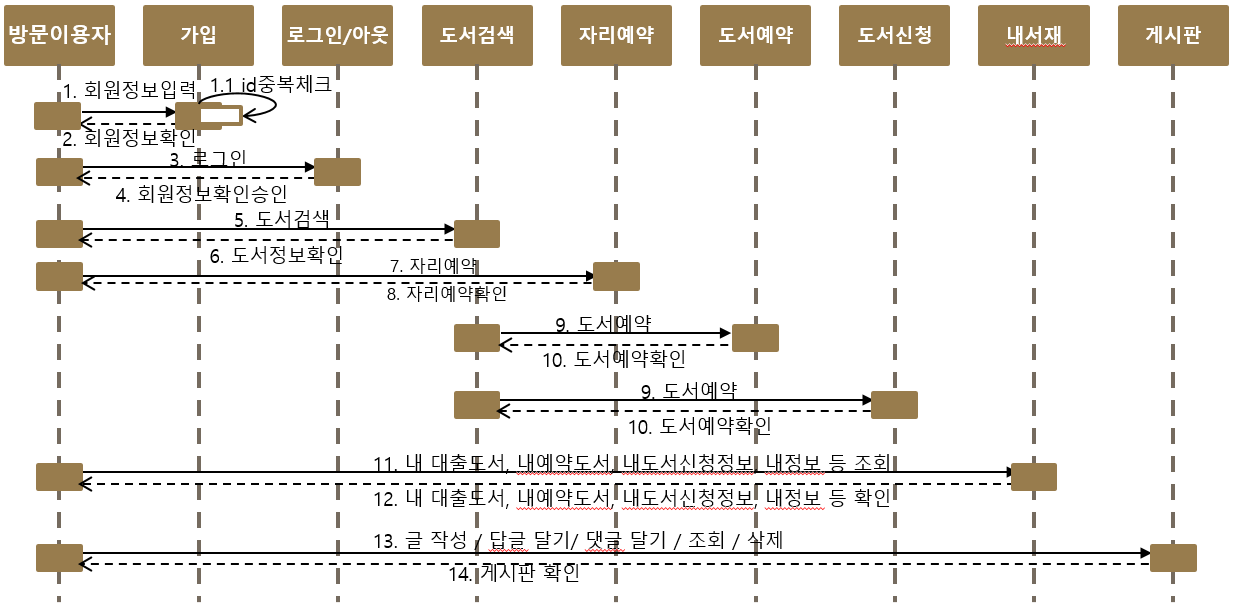 방문이용자
가입
로그인/아웃
도서검색
자리예약
도서예약
도서신청
내서재
게시판
1. 회원정보입력
1.1 id중복체크
2. 회원정보확인
3. 로그인
4. 회원정보확인승인
5. 도서검색
6. 도서정보확인
7. 자리예약
8. 자리예약확인
9. 도서예약
10. 도서예약확인
9. 도서예약
10. 도서예약확인
11. 내 대출도서, 내예약도서, 내도서신청정보, 내정보 등 조회
12. 내 대출도서, 내예약도서, 내도서신청정보, 내정보 등 확인
13. 글 작성 / 답글 달기/ 댓글 달기 / 조회 / 삭제
14. 게시판 확인